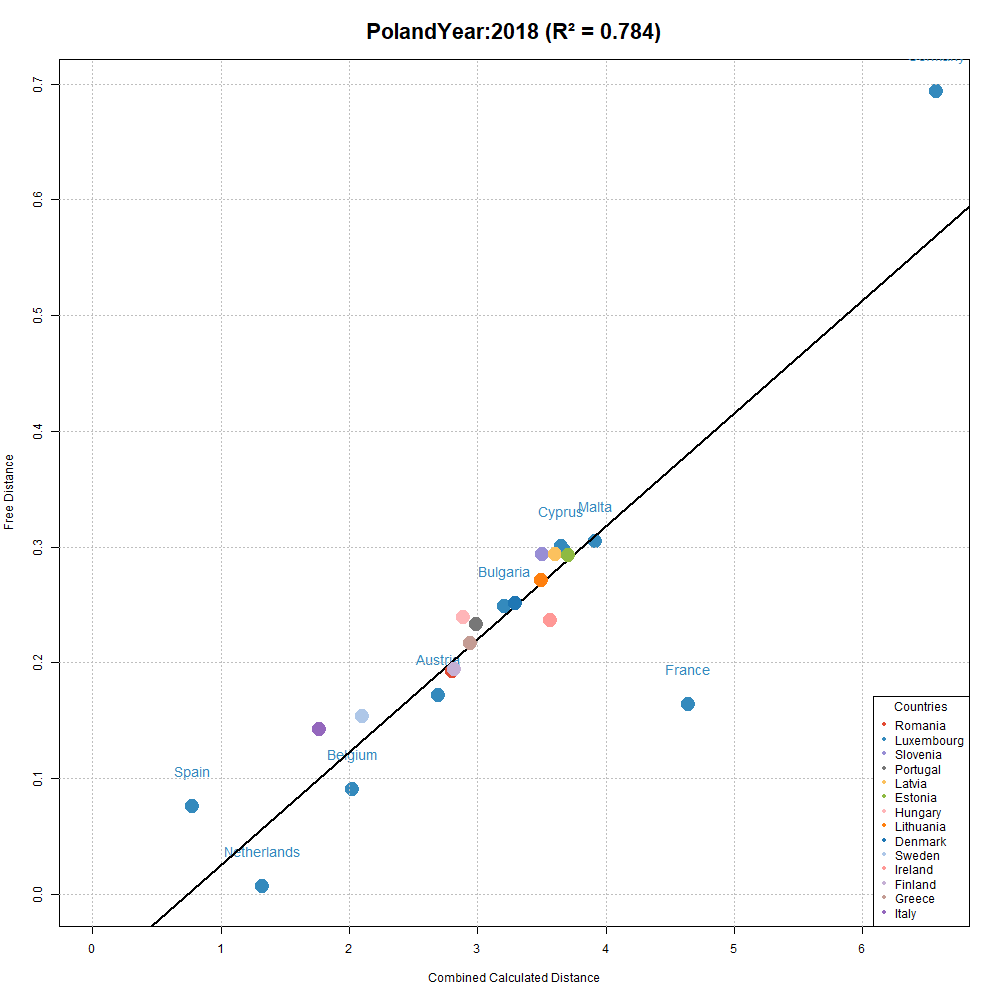 PolandYear:2018 (R² = 0.784)
0.7
0.6
0.5
0.4
0.3
0.2
0.1
0.0
Free Distance
Malta
Cyprus
Bulgaria
Austria
France
Belgium
Spain
Netherlands
Countries
Romania
Luxembourg
Slovenia
Portugal
Latvia
Estonia
Hungary
Lithuania
Denmark
Sweden
Ireland
Finland
Greece
Italy
0 1 2 3 4 5 6
Combined Calculated Distance